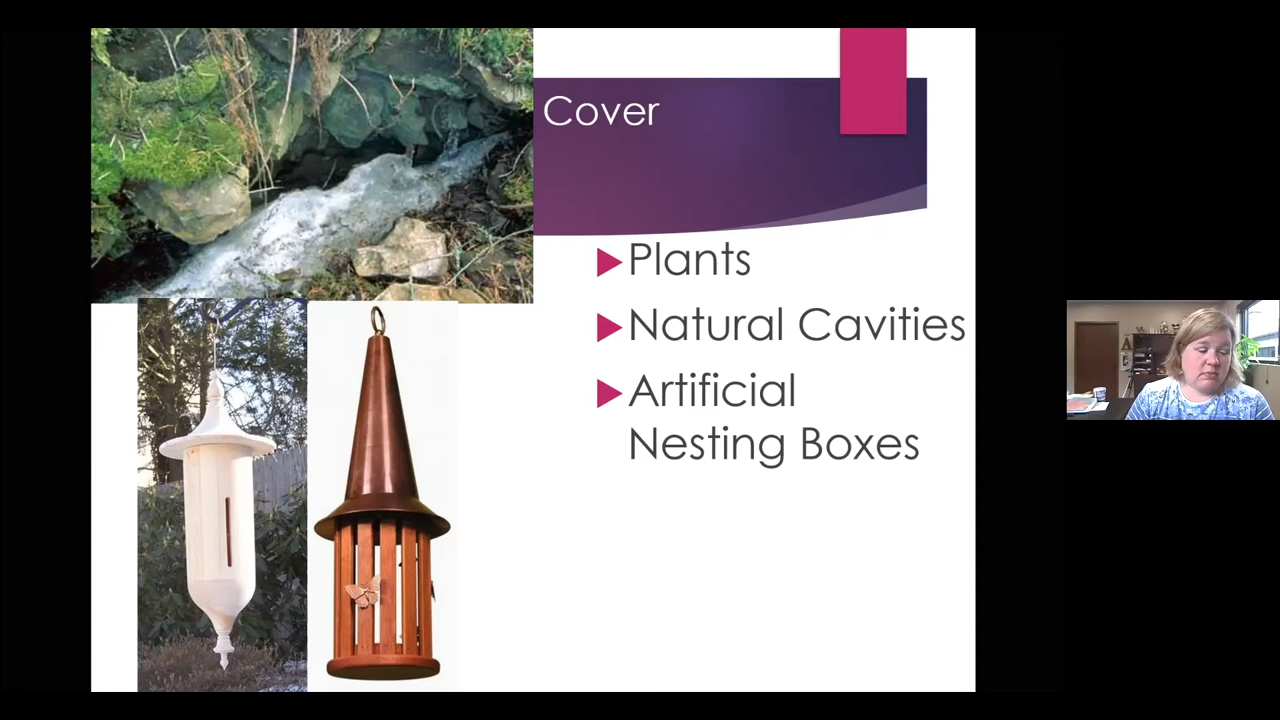 Cover
Plants
Natural Cavities
Artificial
Nesting Boxes
A